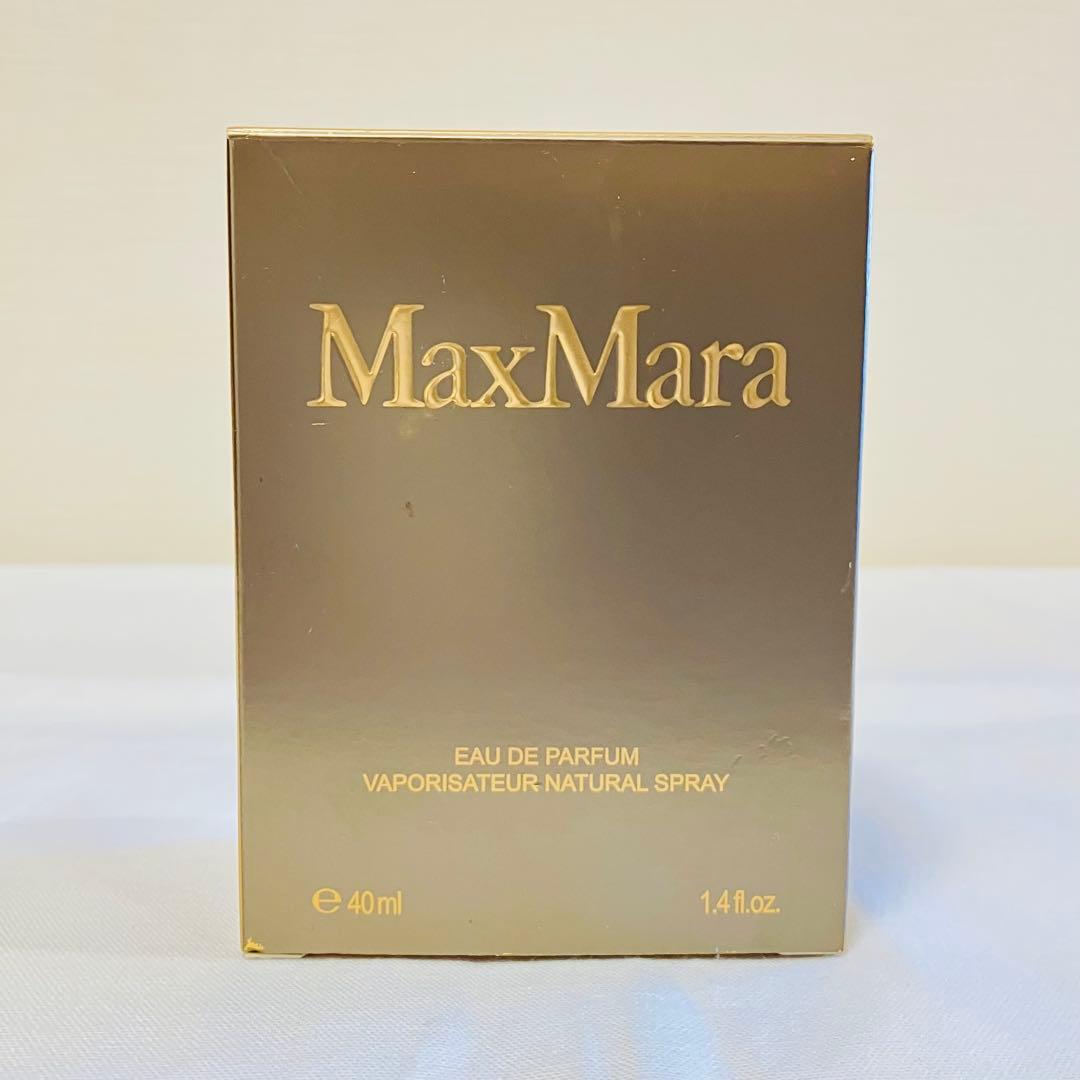 MaxMara
EAU DE PARFUM
VAPORISATEUR NATURAL SPRAY
℮ 40 ml 1.4 fl.oz.